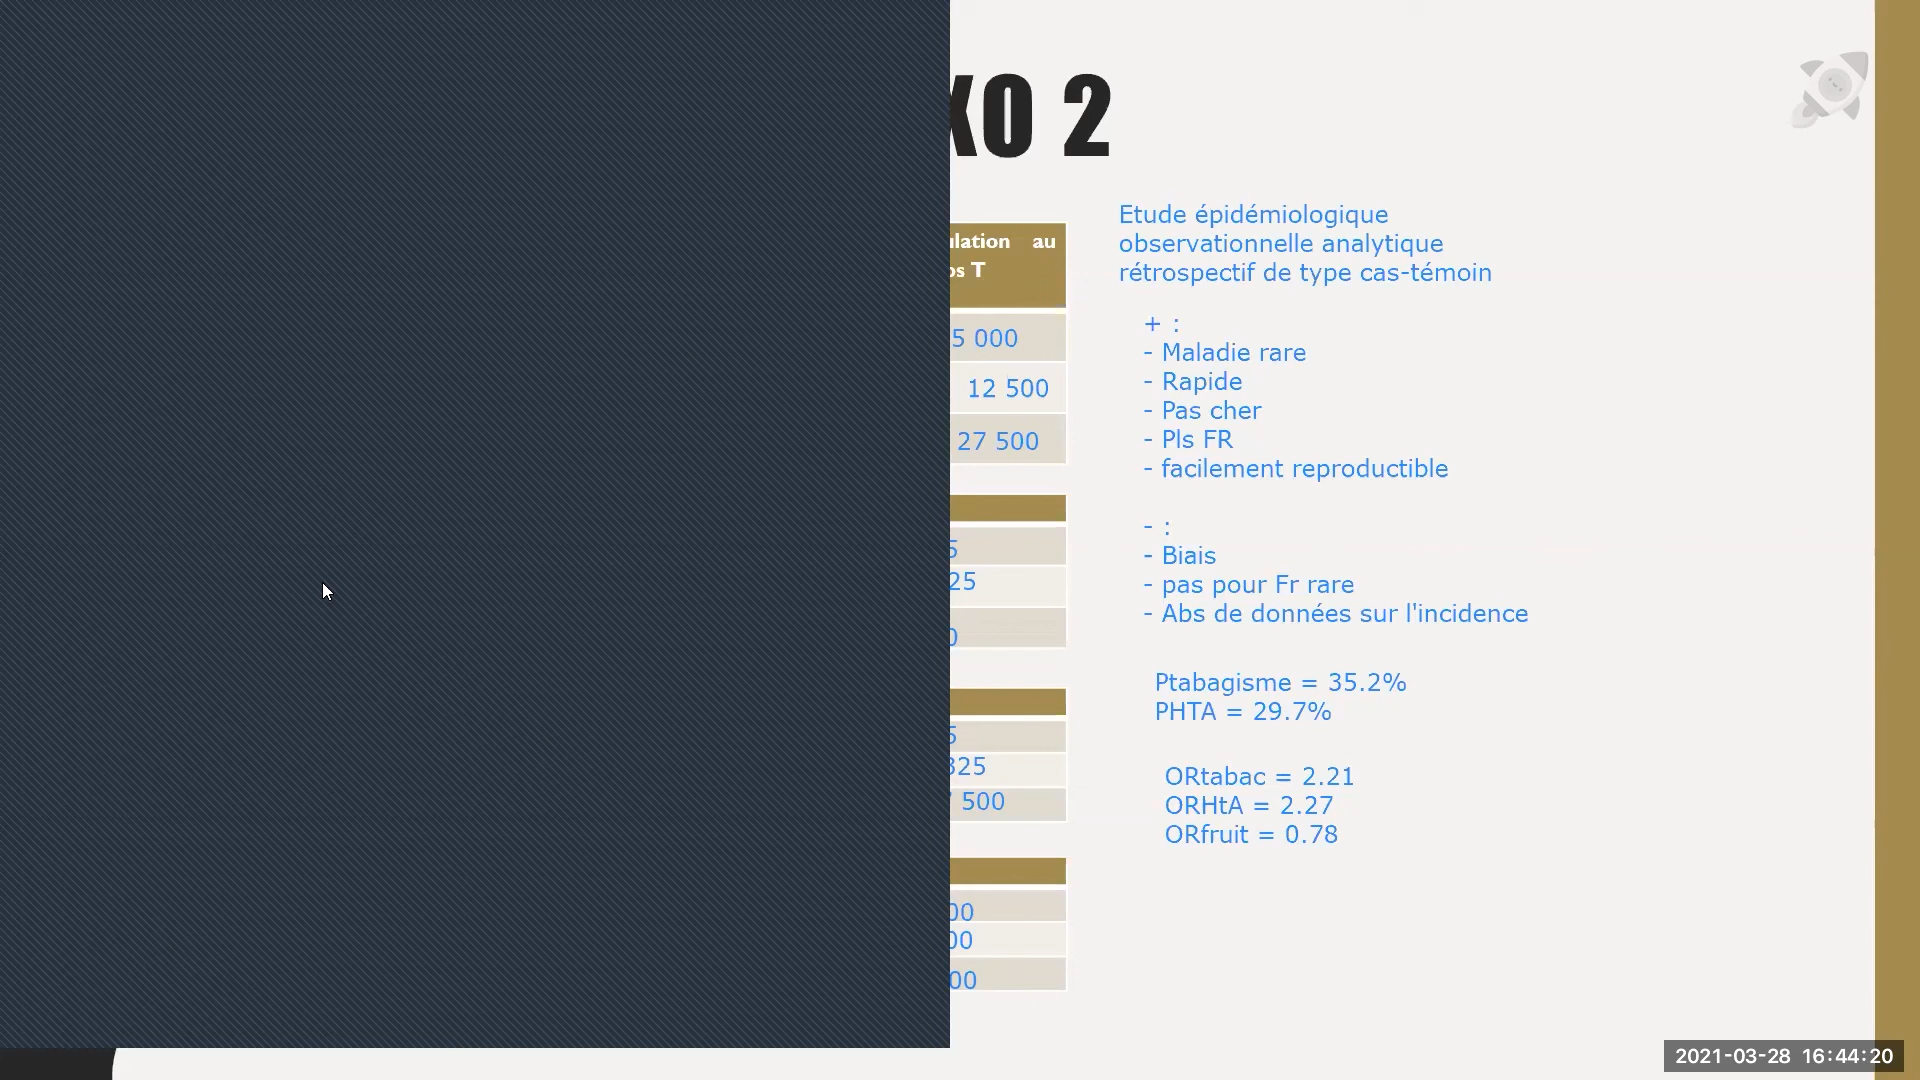 XO 2
au
T
5 000
12 500
27 500
5
25
0
5
325
500
00
00
00
Etude épidémiologique
observationnelle analytique
rétrospectif de type cas-témoin
+ :
- Maladie rare
- Rapide
- Pas cher
- Pls FR
- facilement reproductible
- :
- Biais
- pas pour Fr rare
- Abs de données sur l'incidence
Ptabagisme = 35.2%
PHTA = 29.7%
ORtabac = 2.21
ORHtA = 2.27
ORfruit = 0.78
2021-03-28 16:44:20